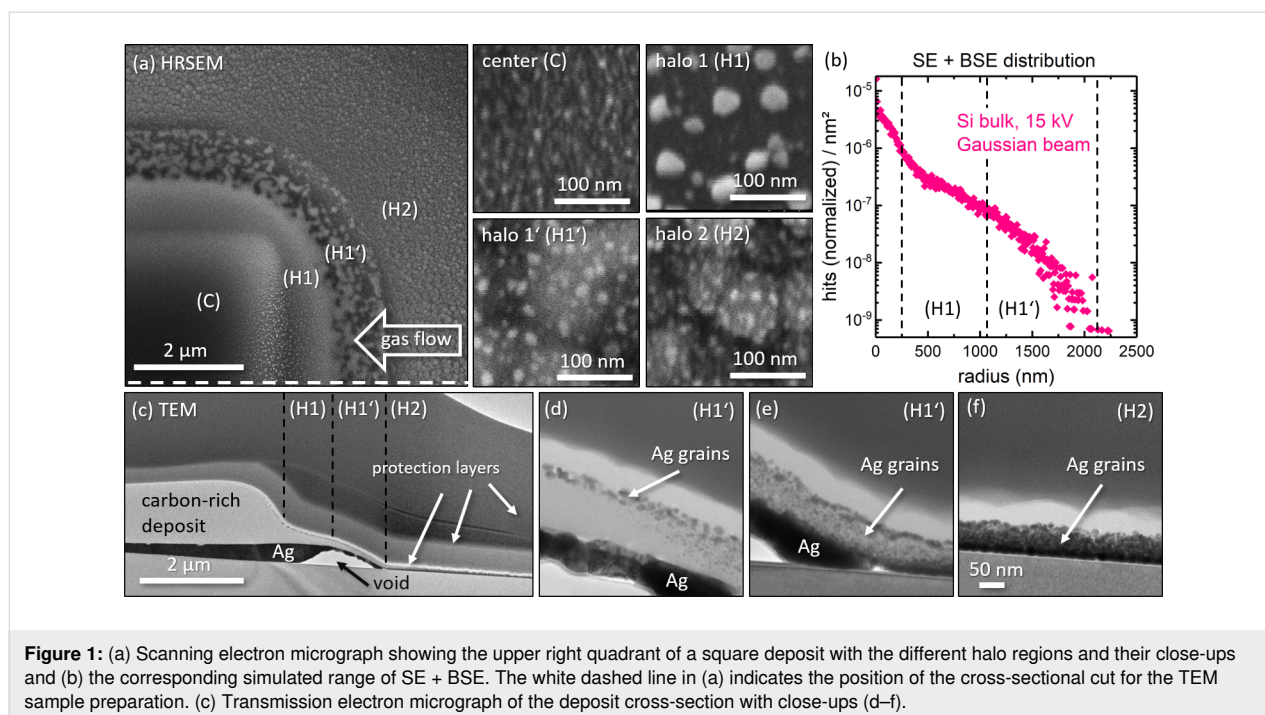 (a) HRSEM
(C)
(H1)
(H1‘)
(H2)
gas flow
2 µm
center (C)
100 nm
halo 1 (H1)
100 nm
halo 1‘ (H1‘)
100 nm
halo 2 (H2)
100 nm
(b)
SE + BSE distribution
Si bulk, 15 kV
Gaussian beam
hits (normalized) / nm²
10-5
10-6
10-7
10-8
10-9
(H1)
(H1‘)
0
500
1000
1500
2000
2500
radius (nm)
(c) TEM
(H1)
(H1‘)
(H2)
protection layers
carbon-rich
deposit
Ag
void
2 µm
(d)
(H1‘)
Ag grains
Ag
(e)
(H1‘)
Ag grains
Ag
(f)
(H2)
Ag grains
50 nm
Figure 1: (a) Scanning electron micrograph showing the upper right quadrant of a square deposit with the different halo regions and their close-ups
and (b) the corresponding simulated range of SE + BSE. The white dashed line in (a) indicates the position of the cross-sectional cut for the TEM
sample preparation. (c) Transmission electron micrograph of the deposit cross-section with close-ups (d–f).